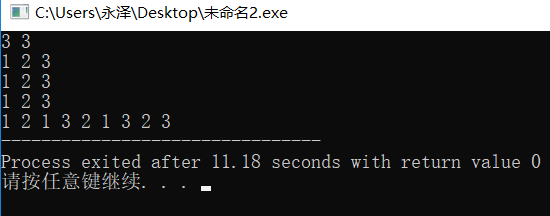 C:\Users\永泽\Desktop\未命名2.exe
3 3
1 2 3
1 2 3
1 2 3
1 2 1 3 2 1 3 2 3
--------------------------------
Process exited after 11.18 seconds with return value 0
请按任意键继续. . .